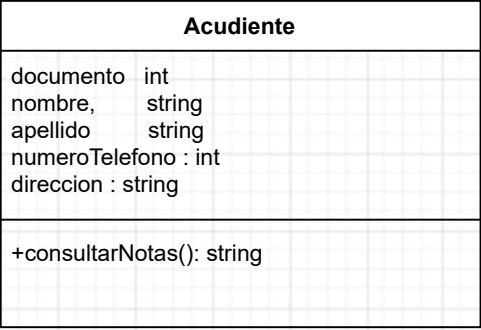 Acudiente
documento int
nombre, string
apellido string
numeroTelefono : int
direccion : string
+consultarNotas(): string